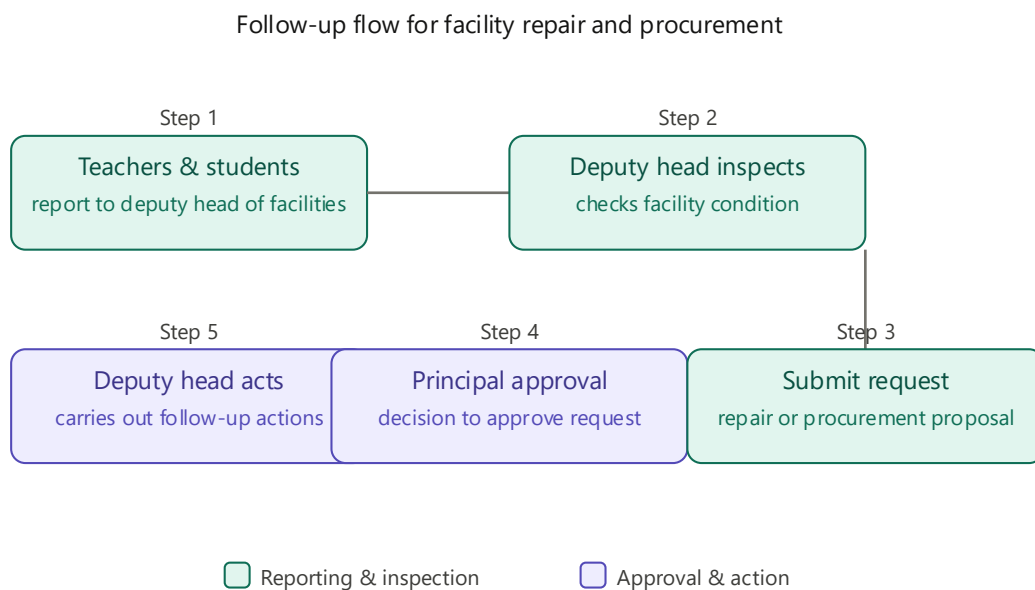 Follow-up flow for facility repair and procurement
Step 1
Teachers & students
report to deputy head of facilities
Step 2
Deputy head inspects
checks facility condition
Step 3
Submit request
repair or procurement proposal
Step 4
Principal approval
decision to approve request
Step 5
Deputy head acts
carries out follow-up actions
Reporting & inspection
Approval & action